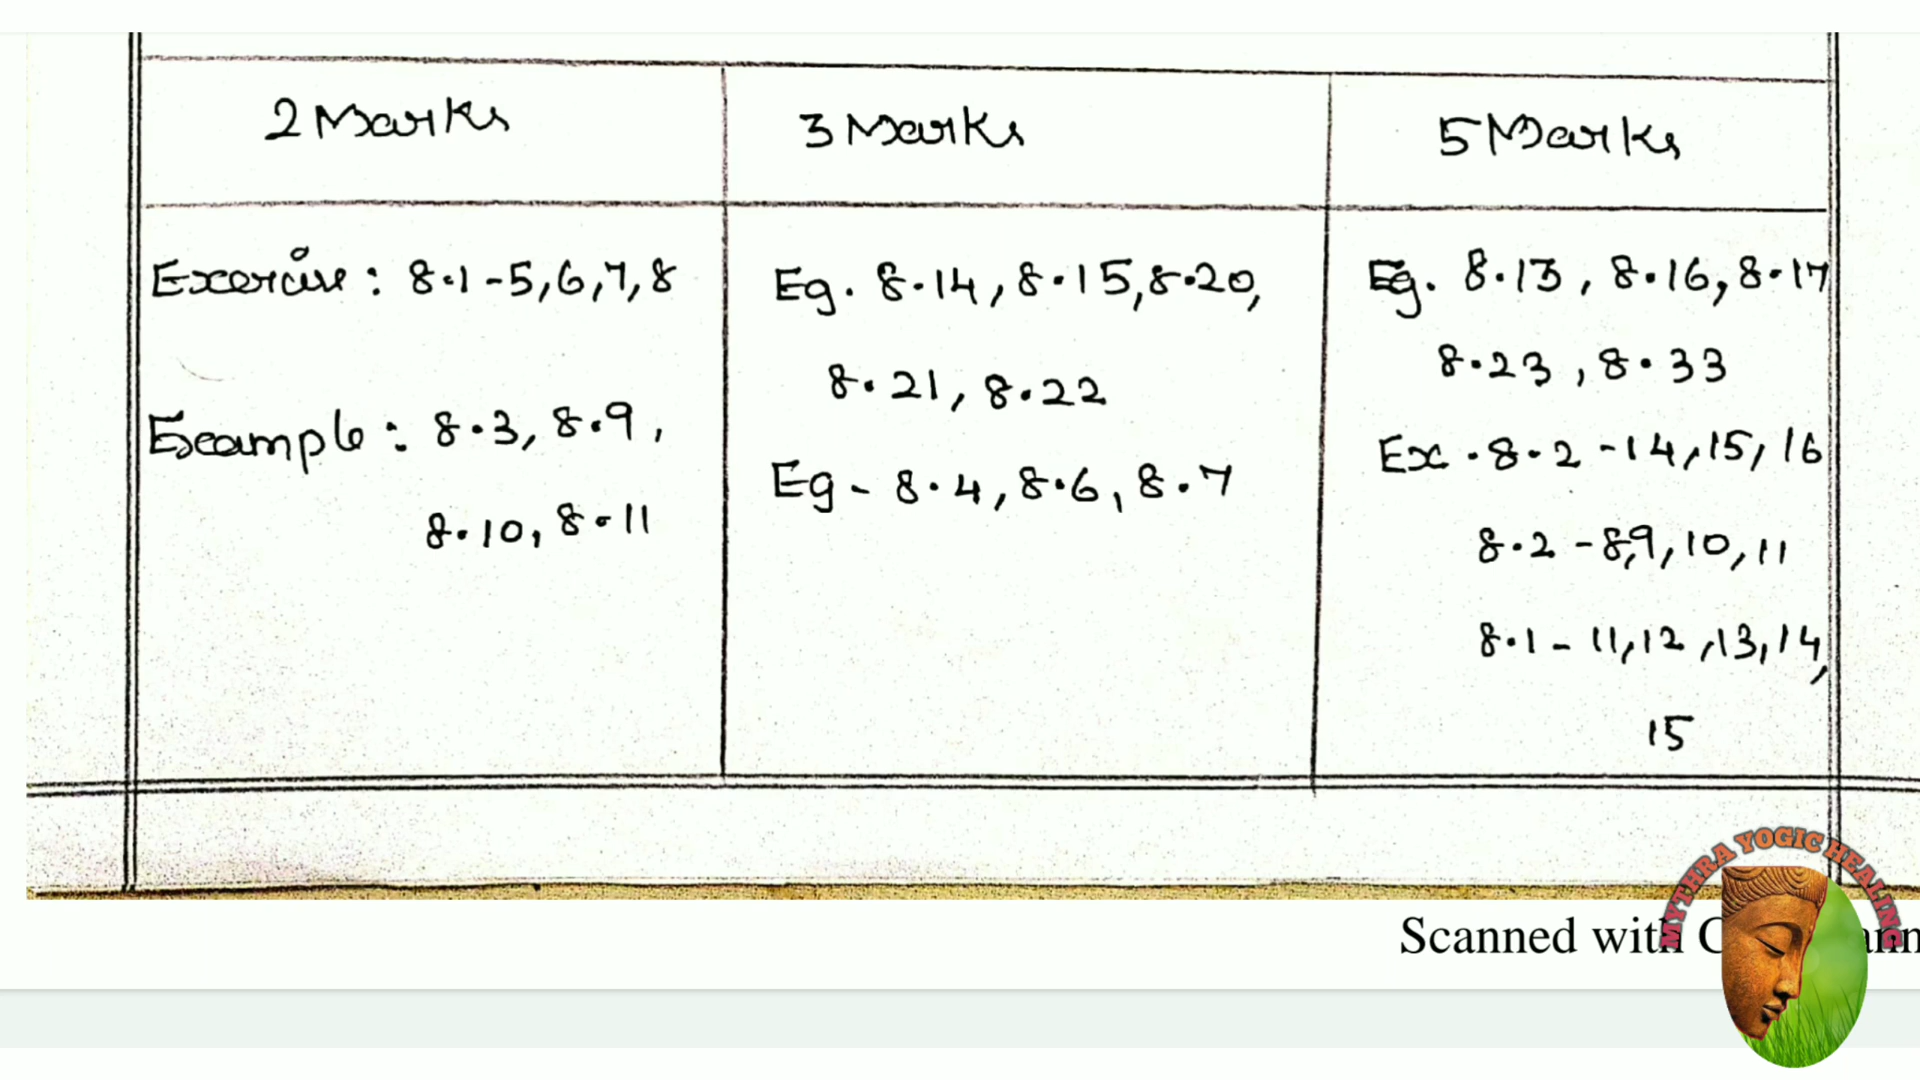 2 Marks
3 Marks
5 Marks
Exercise: 8.1 - 5, 6, 7, 8
Example: 8.3, 8.9,
8.10, 8.11
Eg. 8.14, 8.15, 8.20,
8.21, 8.22
Eg - 8.4, 8.6, 8.7
Eg. 8.13, 8.16, 8.17
8.23, 8.33
Ex. 8.2 - 14, 15, 16
8.2 - 8,9, 10, 11
8.1 - 11, 12, 13, 14,
15
Scanned with
MYTHRA YOGIC HEALING